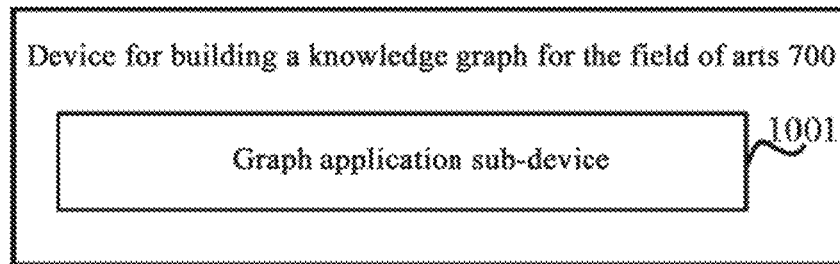 Device for building a knowledge graph for the field of arts 700
1001
Graph application sub-device